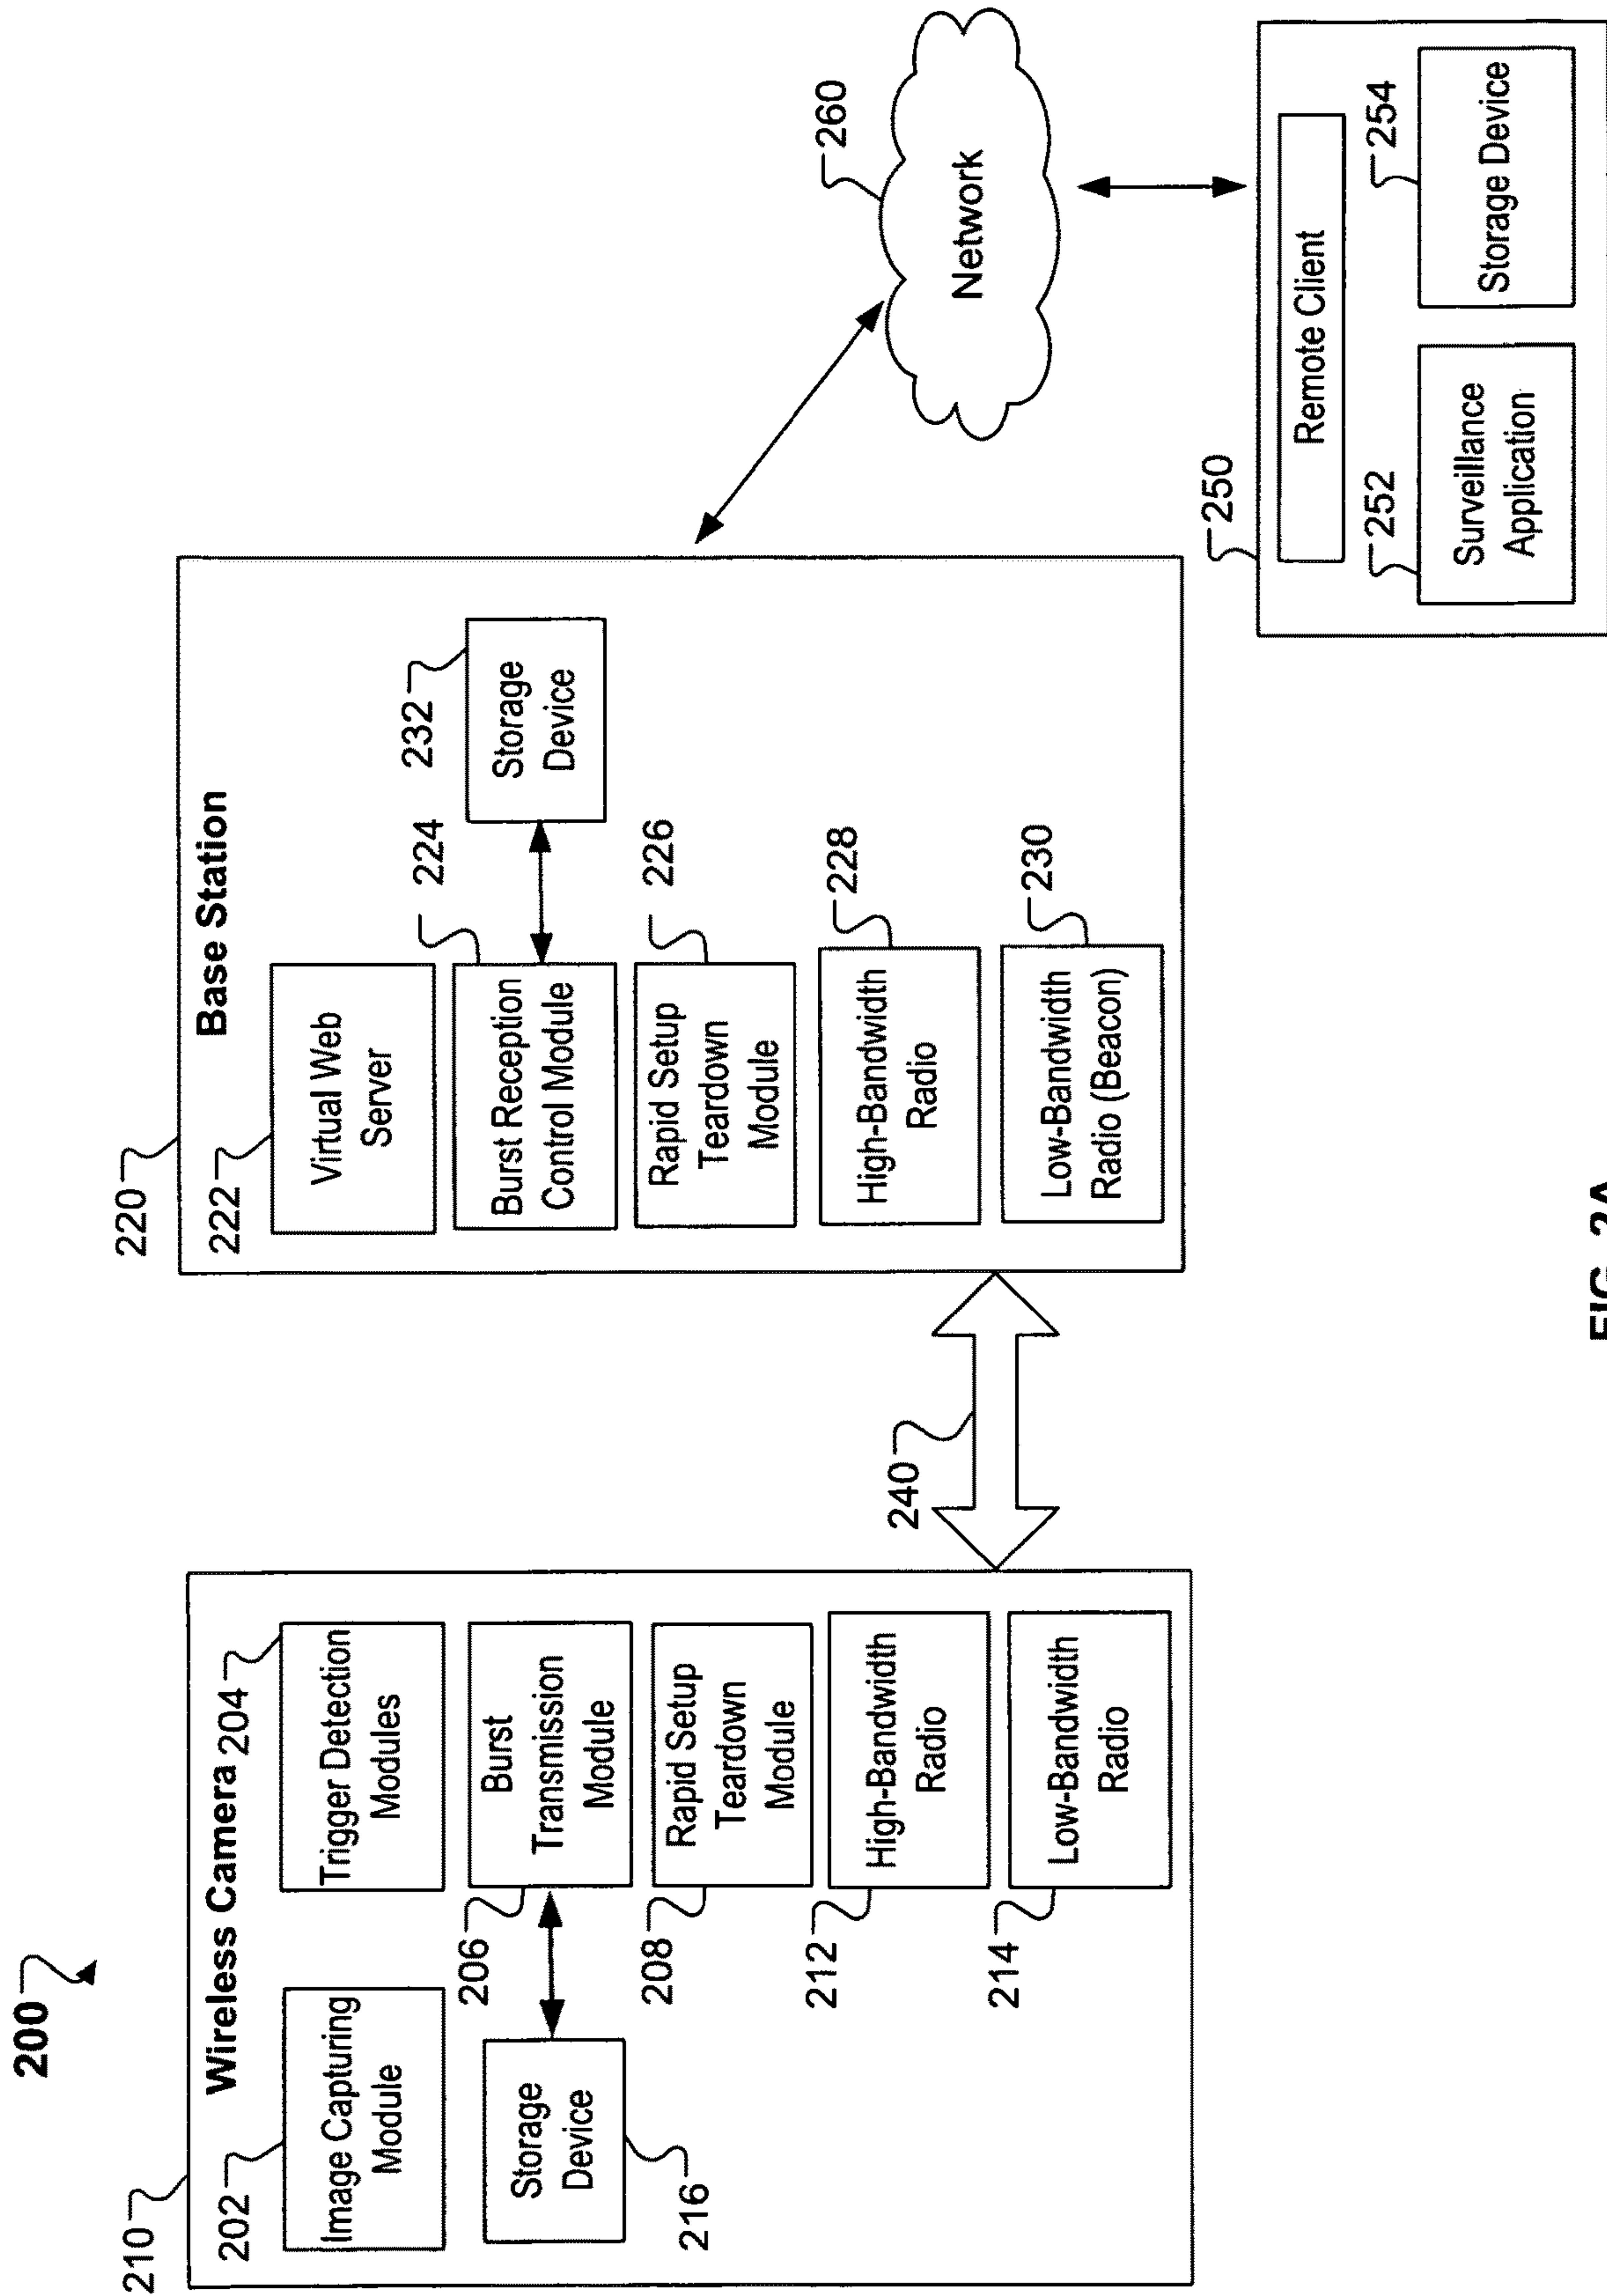 200
210
Wireless Camera
202
Image Capturing
Module
204
Trigger Detection
Modules
206
Burst
Transmission
Module
Storage
Device
216
208
Rapid Setup
Teardown
Module
212
High-Bandwidth
Radio
214
Low-Bandwidth
Radio
240
220
Base Station
222
Virtual Web
Server
224
Burst Reception
Control Module
232
Storage
Device
226
Rapid Setup
Teardown
Module
228
High-Bandwidth
Radio
230
Low-Bandwidth
Radio (Beacon)
260
Network
250
Remote Client
252
Surveillance
Application
254
Storage Device
FIG. 2A